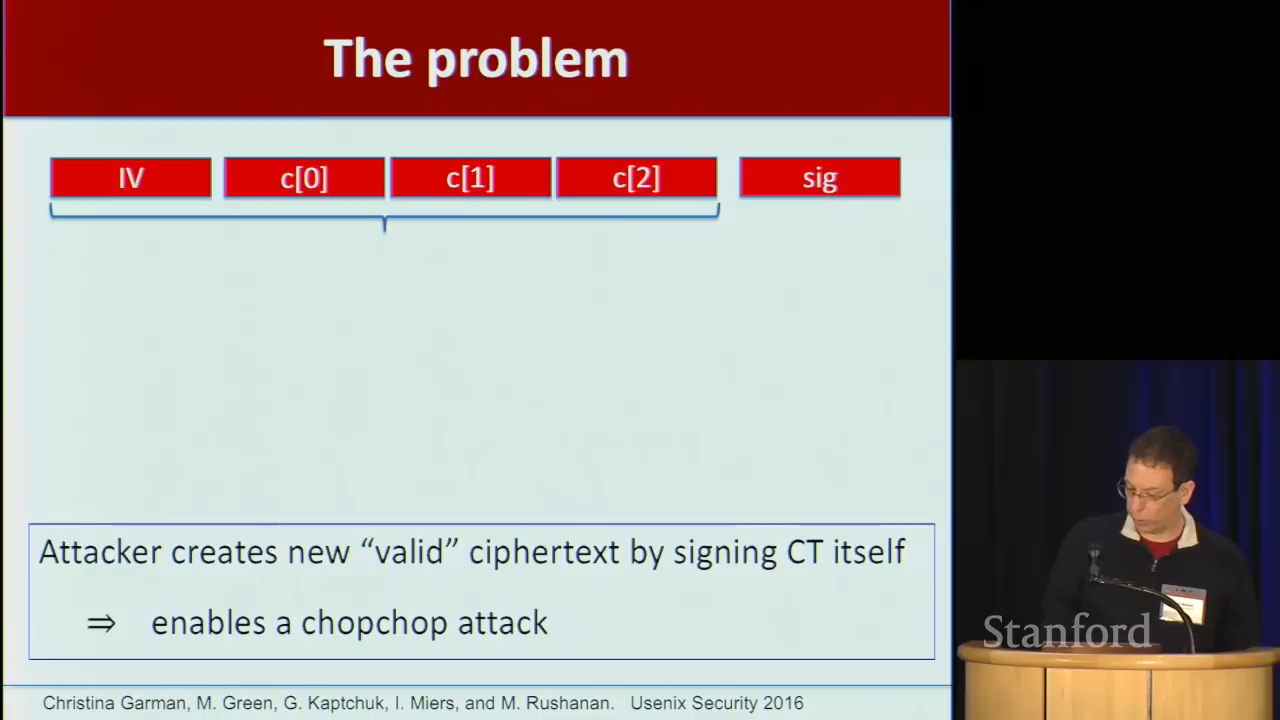 The problem
IV c[0] c[1] c[2] sig
Attacker creates new “valid” ciphertext by signing CT itself
⇒ enables a chopchop attack
Stanford
Christina Garman, M. Green, G. Kaptchuk, I. Miers, and M. Rushanan. Usenix Security 2016